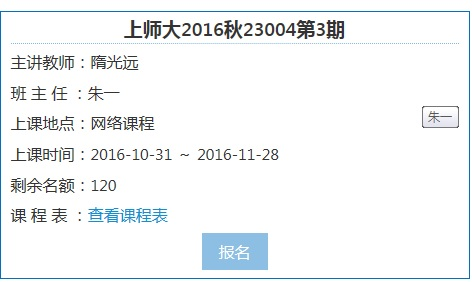 上师大2016秋23004第3期
主讲教师：隋光远
班 主 任 ：朱一
朱一
上课地点：网络课程
上课时间：2016-10-31 ～ 2016-11-28
剩余名额：120
课 程 表 ：查看课程表
报名